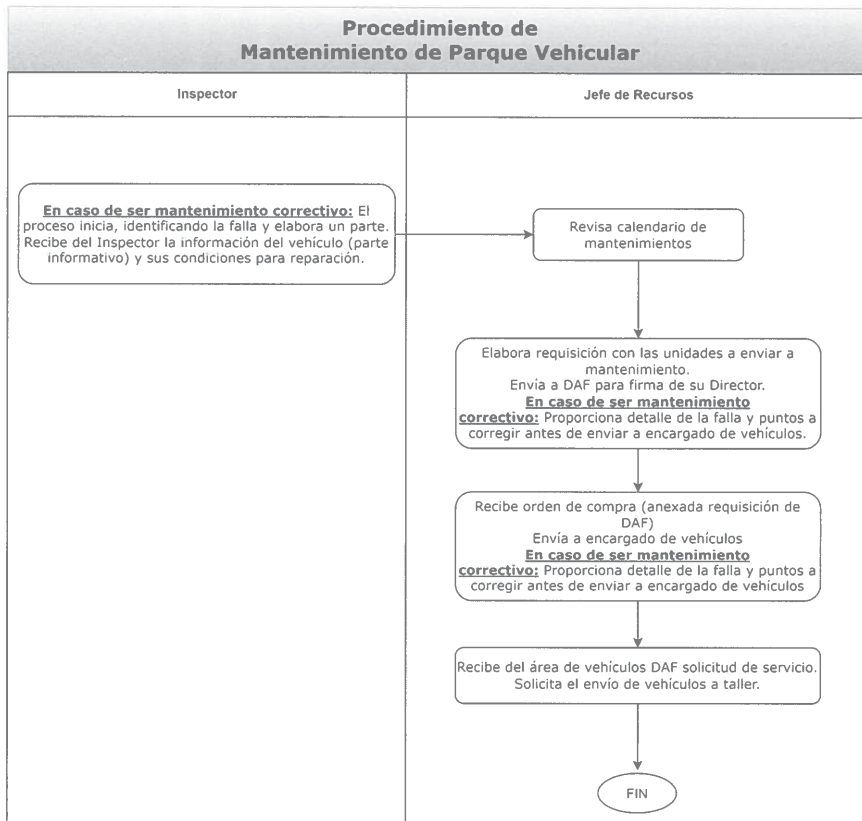 Procedimiento de
Mantenimiento de Parque Vehicular
Inspector
Jefe de Recursos
En caso de ser mantenimiento correctivo: El
proceso inicia, identificando la falla y elabora un parte.
Recibe del Inspector la información del vehículo (parte
informativo) y sus condiciones para reparación.
Revisa calendario de
mantenimientos
Elabora requisición con las unidades a enviar a
mantenimiento.
Envía a DAF para firma de su Director.
En caso de ser mantenimiento
correctivo: Proporciona detalle de la falla y puntos a
corregir antes de enviar a encargado de vehículos.
Recibe orden de compra (anexada requisición de
DAF)
Envía a encargado de vehículos
En caso de ser mantenimiento
correctivo: Proporciona detalle de la falla y puntos a
corregir antes de enviar a encargado de vehículos
Recibe del área de vehículos DAF solicitud de servicio.
Solicita el envío de vehículos a taller.
FIN